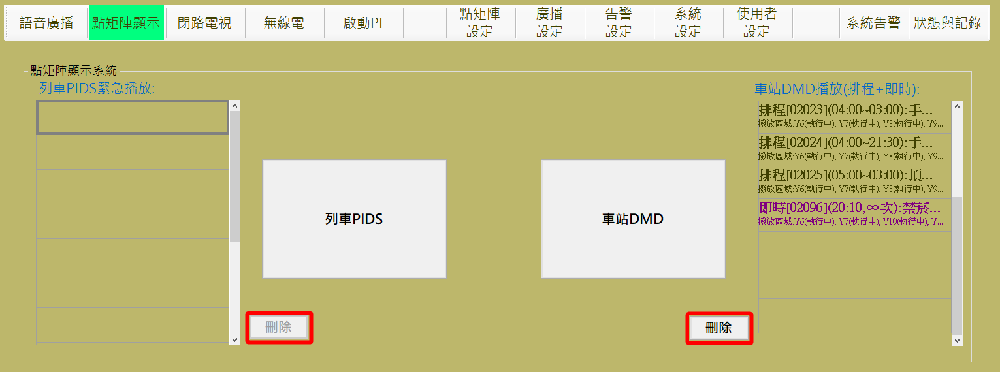 語音廣播
點矩陣顯示
閉路電視
無線電
啟動PI
點矩陣
設定
廣播
設定
告警
設定
系統
設定
使用者
設定
系統告警
狀態與記錄
點矩陣顯示系統
列車PIDS緊急播放:
車站DMD播放(排程+即時):
排程[02023](04:00~03:00):手...
撥放區域:Y6(執行中), Y7(執行中), Y8(執行中), Y9...
排程[02024](04:00~21:30):手...
撥放區域:Y6(執行中), Y7(執行中), Y8(執行中), Y9...
排程[02025](05:00~03:00):頂...
撥放區域:Y6(執行中), Y7(執行中), Y8(執行中), Y9...
即時[02096](20:10,∞次):禁菸...
撥放區域:Y6(執行中), Y7(執行中), Y10(執行中), Y...
列車PIDS
車站DMD
刪除
刪除